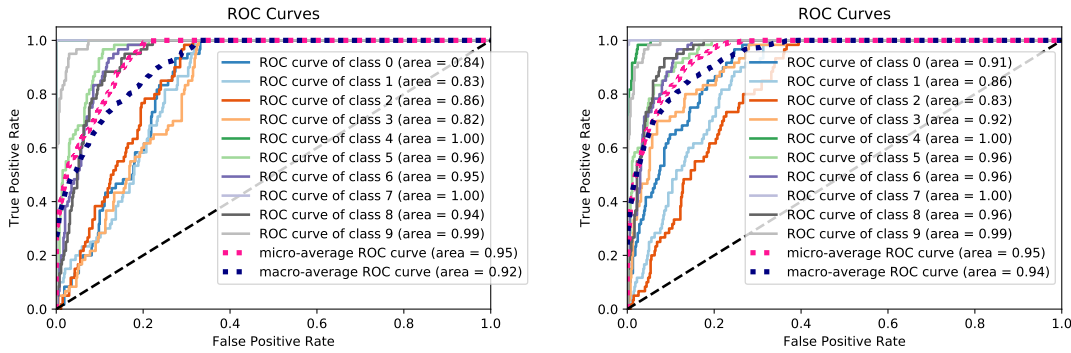 ROC Curves
True Positive Rate
1.0
0.8
0.6
0.4
0.2
0.0
ROC curve of class 0 (area = 0.84)
ROC curve of class 1 (area = 0.83)
ROC curve of class 2 (area = 0.86)
ROC curve of class 3 (area = 0.82)
ROC curve of class 4 (area = 1.00)
ROC curve of class 5 (area = 0.96)
ROC curve of class 6 (area = 0.95)
ROC curve of class 7 (area = 1.00)
ROC curve of class 8 (area = 0.94)
ROC curve of class 9 (area = 0.99)
micro-average ROC curve (area = 0.95)
macro-average ROC curve (area = 0.92)
0.0 0.2 0.4 0.6 0.8 1.0
False Positive Rate
ROC Curves
True Positive Rate
1.0
0.8
0.6
0.4
0.2
0.0
ROC curve of class 0 (area = 0.91)
ROC curve of class 1 (area = 0.86)
ROC curve of class 2 (area = 0.83)
ROC curve of class 3 (area = 0.92)
ROC curve of class 4 (area = 1.00)
ROC curve of class 5 (area = 0.96)
ROC curve of class 6 (area = 0.96)
ROC curve of class 7 (area = 1.00)
ROC curve of class 8 (area = 0.96)
ROC curve of class 9 (area = 0.99)
micro-average ROC curve (area = 0.95)
macro-average ROC curve (area = 0.94)
0.0 0.2 0.4 0.6 0.8 1.0
False Positive Rate